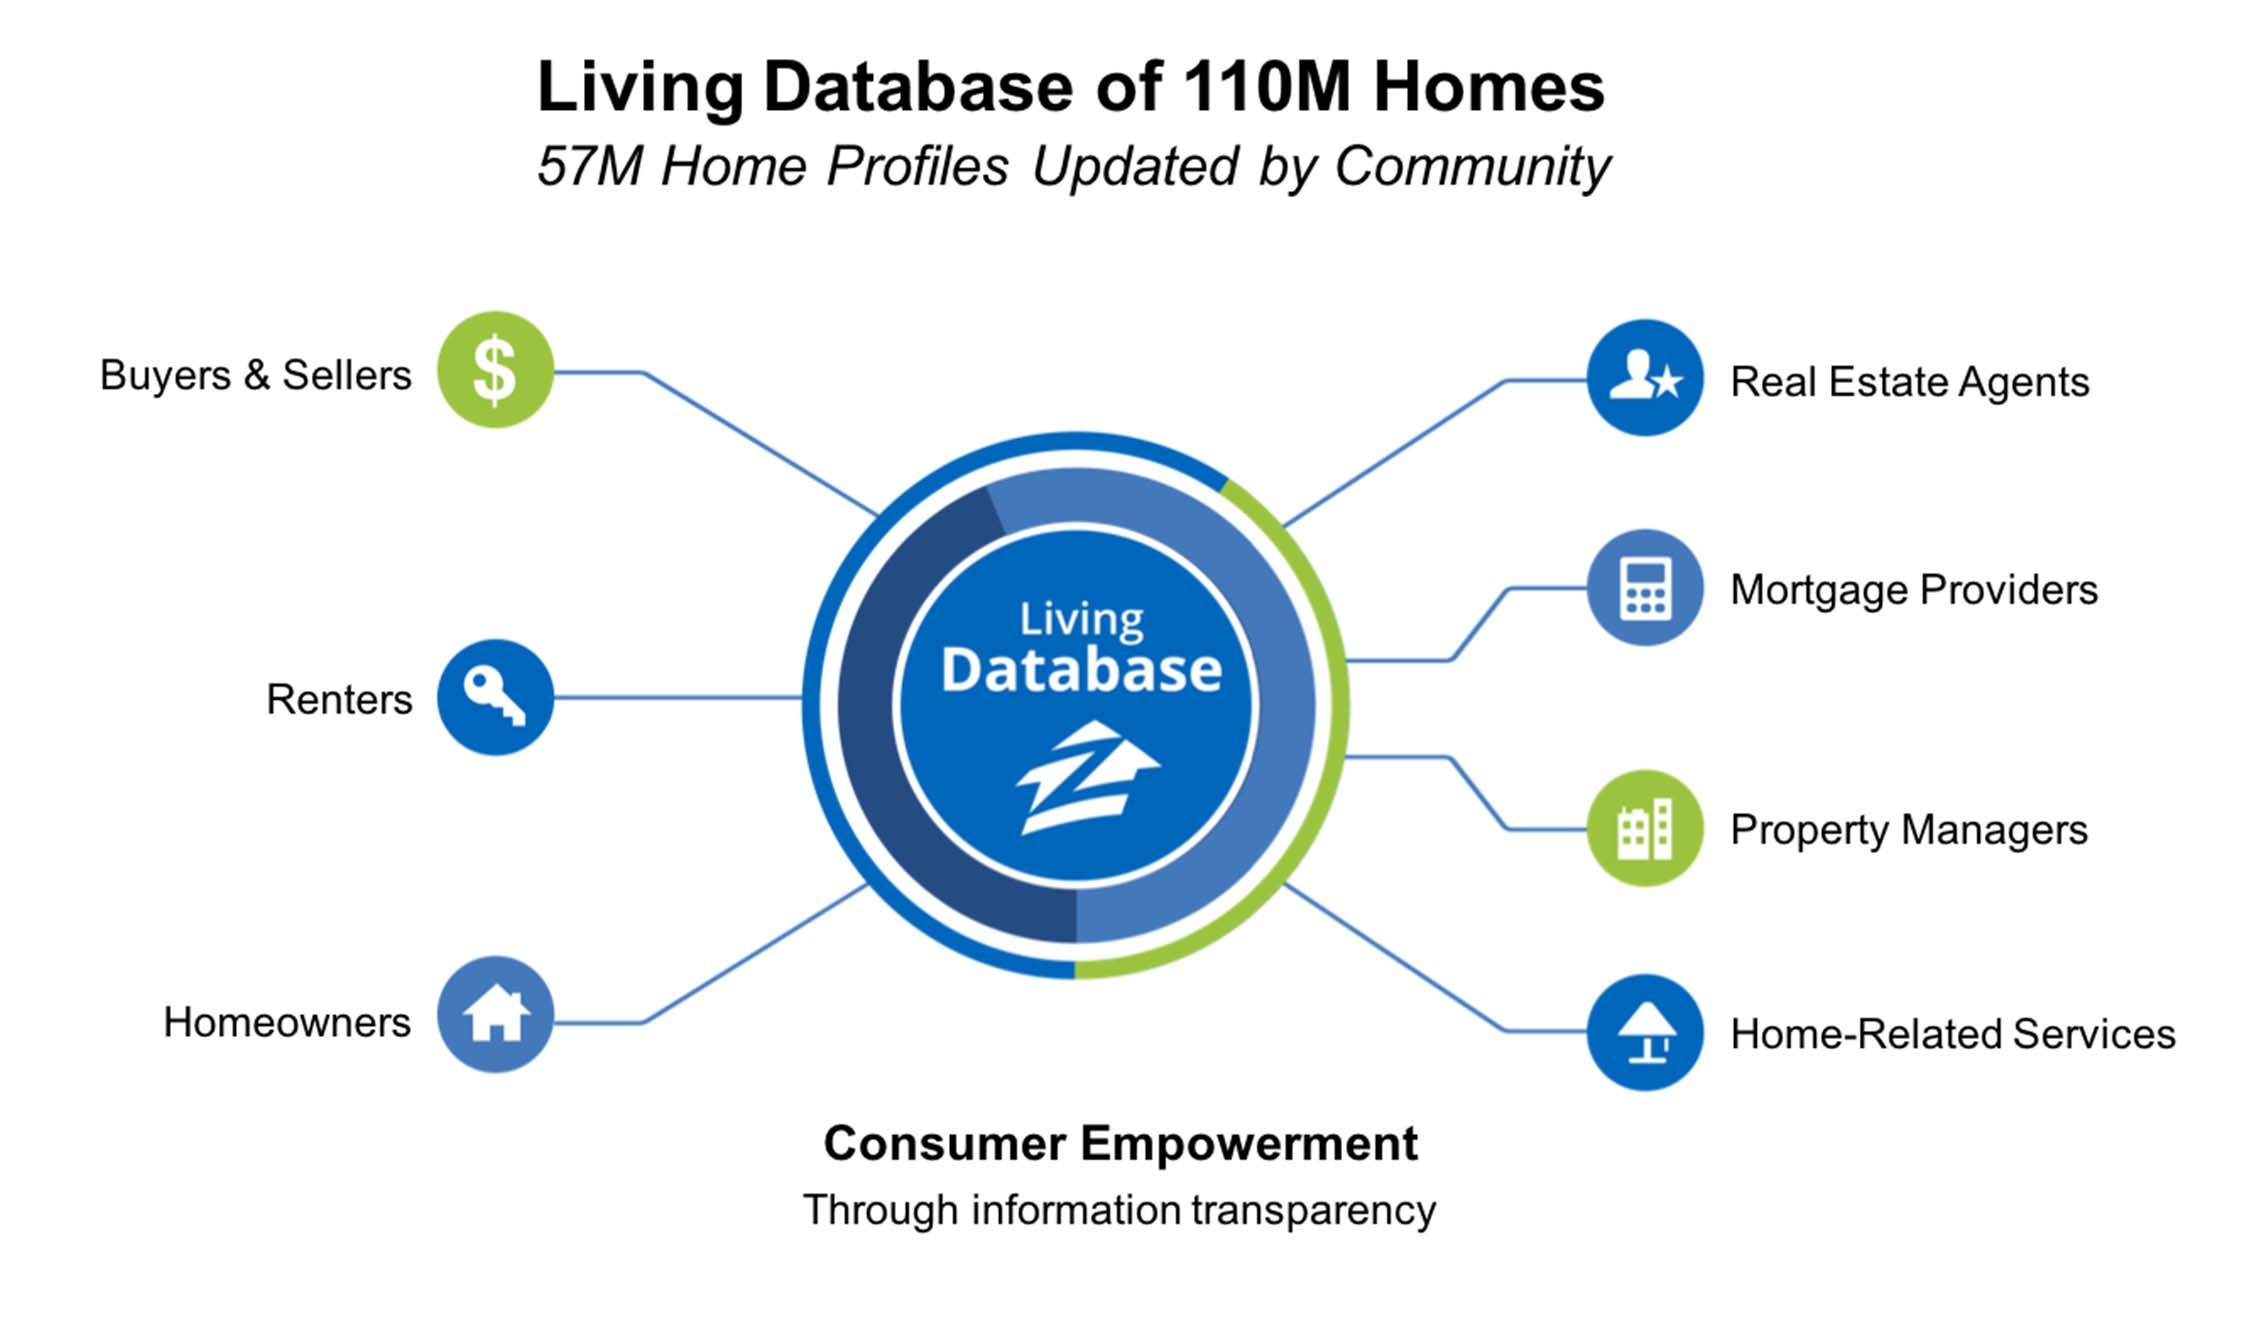 Living Database of 110M Homes
57M Home Profiles Updated by Community
Buyers & Sellers
Renters
Homeowners
Living
Database
Real Estate Agents
Mortgage Providers
Property Managers
Home-Related Services
Consumer Empowerment
Through information transparency